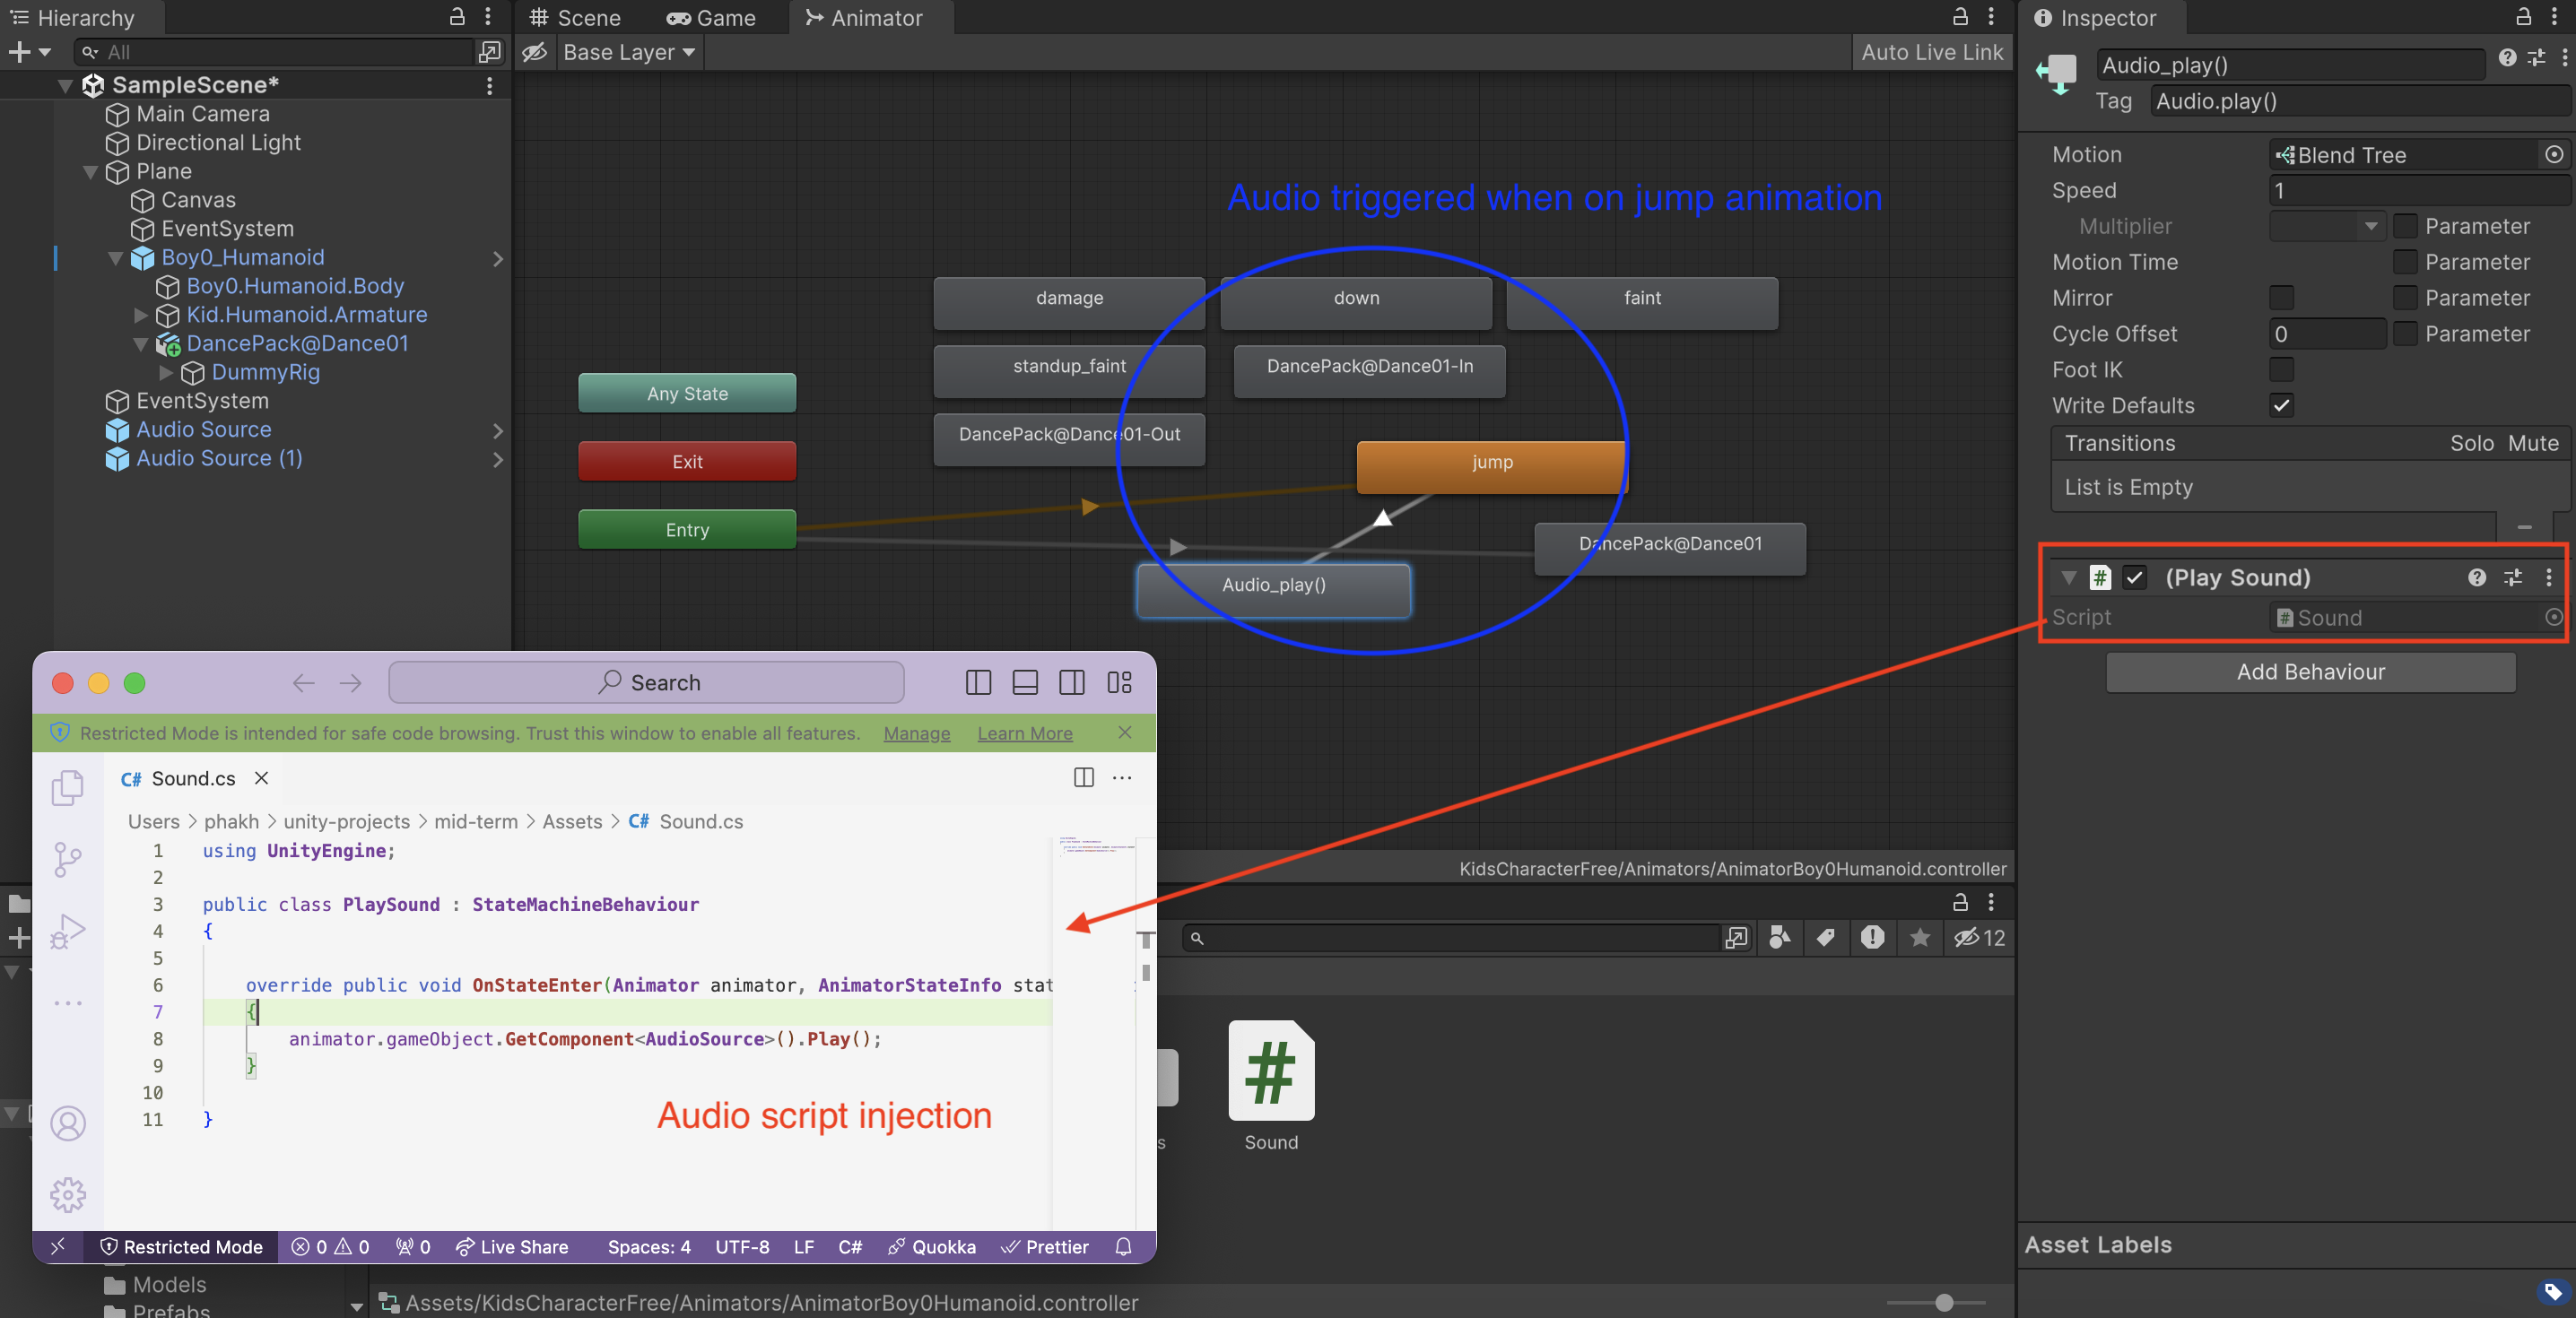 Hierarchy
All
SampleScene*
Main Camera
Directional Light
Plane
Canvas
EventSystem
Boy0_Humanoid
Boy0.Humanoid.Body
Kid.Humanoid.Armature
DancePack@Dance01
DummyRig
EventSystem
Audio Source
Audio Source (1)
Scene Game Animator
Base Layer Auto Live Link
Audio triggered when on jump animation
damage down faint
standup_faint DancePack@Dance01-In
Any State
DancePack@Dance01-Out
Exit jump
Entry DancePack@Dance01
Audio_play()
KidsCharacterFree/Animators/AnimatorBoy0Humanoid.controller
Inspector
Audio_play()
Tag Audio.play()
Motion Blend Tree
Speed 1
Multiplier Parameter
Motion Time Parameter
Mirror Parameter
Cycle Offset 0 Parameter
Foot IK
Write Defaults
Transitions Solo Mute
List is Empty
(Play Sound)
Script Sound
Add Behaviour
Asset Labels
Search
Restricted Mode is intended for safe code browsing. Trust this window to enable all features. Manage Learn More
C# Sound.cs
Users > phakh > unity-projects > mid-term > Assets > C# Sound.cs
1 using UnityEngine;
2
3 public class PlaySound : StateMachineBehaviour
4 {
5
6 override public void OnStateEnter(Animator animator, AnimatorStateInfo stat
7 {
8 animator.gameObject.GetComponent<AudioSource>().Play();
9 }
10
11 }
Audio script injection
Restricted Mode 0 0 0 Live Share Spaces: 4 UTF-8 LF C# Quokka Prettier
12
s
Sound
Models
Prefabs
Assets/KidsCharacterFree/Animators/AnimatorBoy0Humanoid.controller